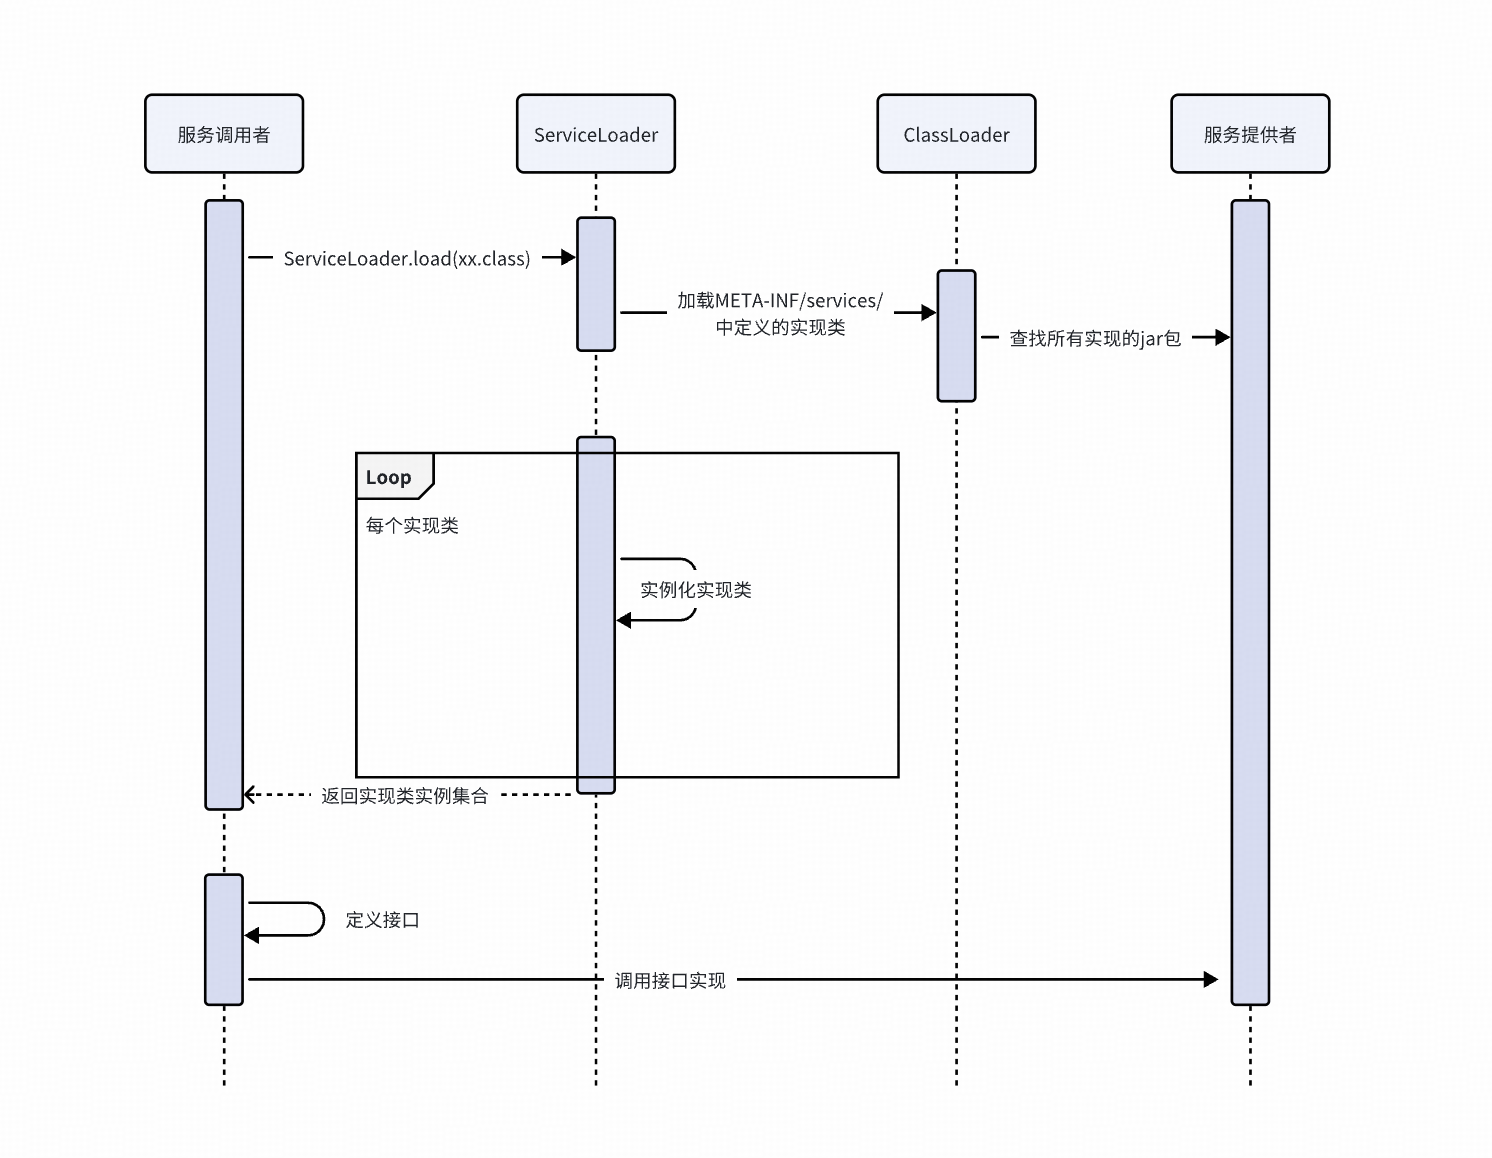 服务调用者
ServiceLoader
ClassLoader
服务提供者
ServiceLoader.load(xx.class)
加载META-INF/services/
中定义的实现类
查找所有实现的jar包
Loop
每个实现类
实例化实现类
返回实现类实例集合
定义接口
调用接口实现